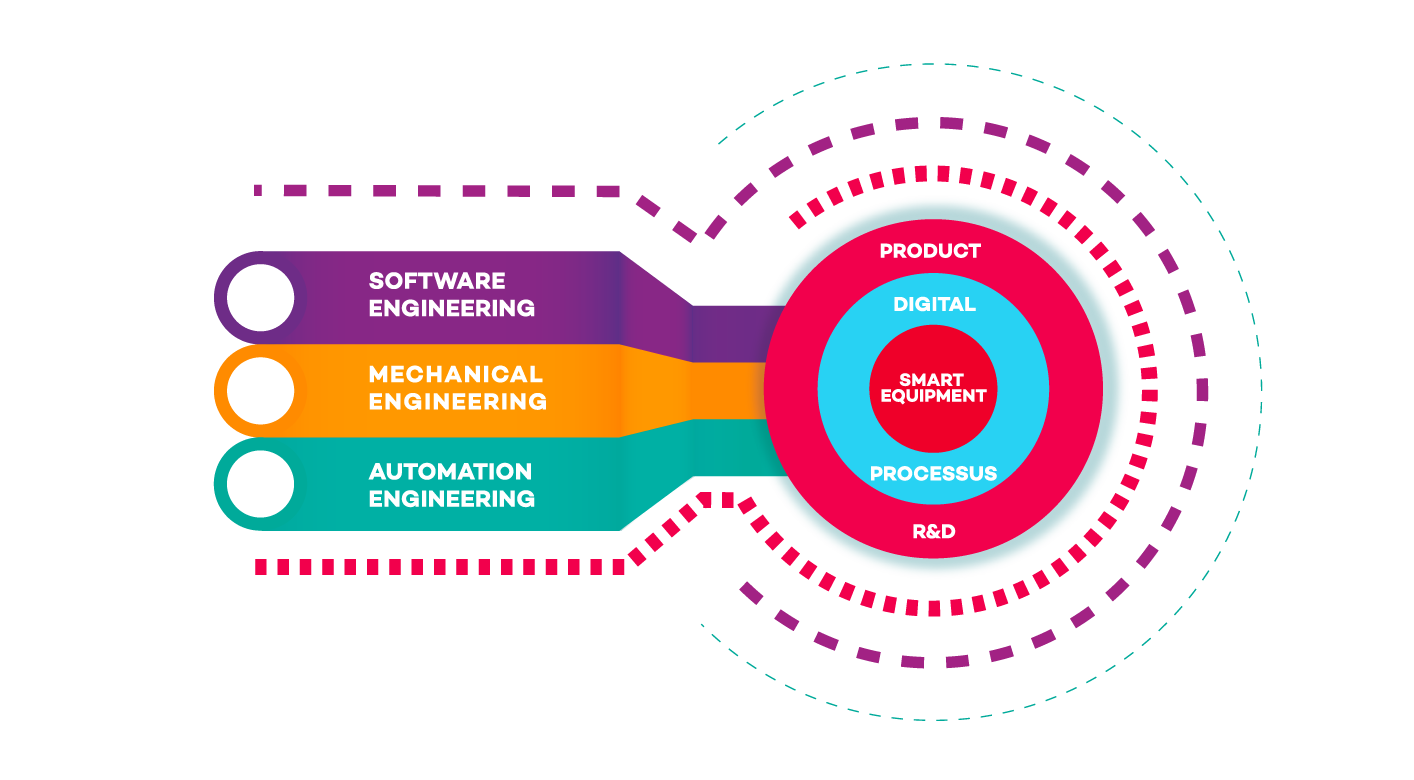 SOFTWARE
ENGINEERING
MECHANICAL
ENGINEERING
AUTOMATION
ENGINEERING
PRODUCT
DIGITAL
SMART
EQUIPMENT
PROCESSUS
R&D